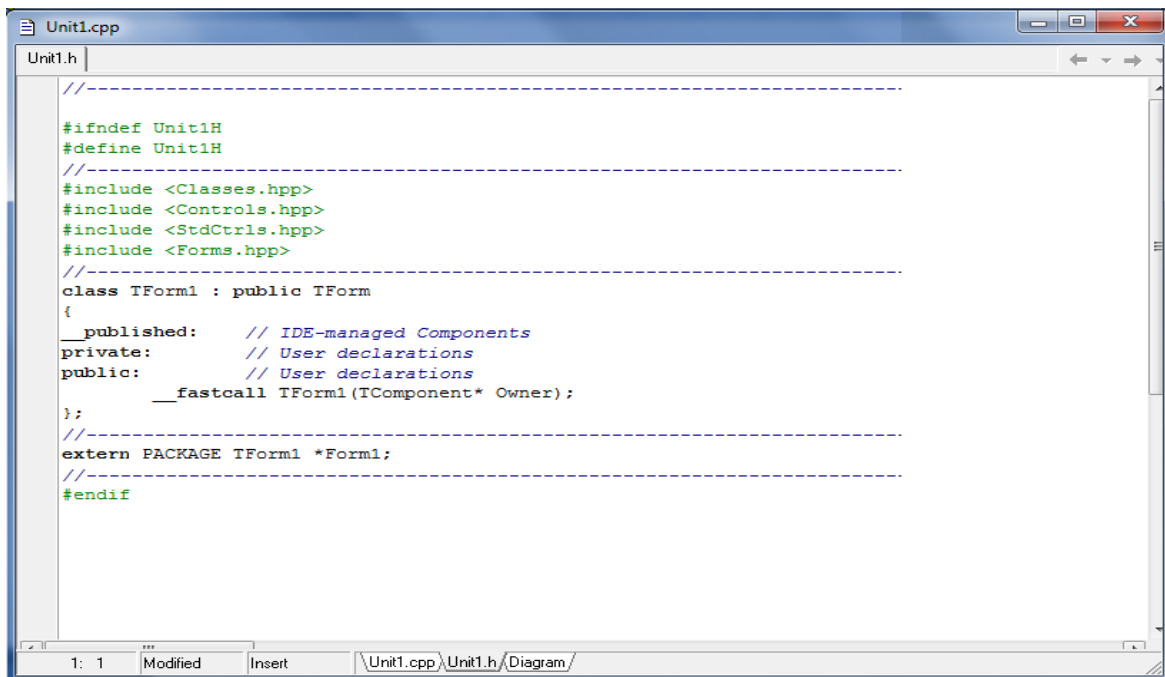 Unit1.cpp
Unit1.h
//---------------------------------------------------------------------------
#ifndef Unit1H
#define Unit1H
//---------------------------------------------------------------------------
#include <Classes.hpp>
#include <Controls.hpp>
#include <StdCtrls.hpp>
#include <Forms.hpp>
//---------------------------------------------------------------------------
class TForm1 : public TForm
{
__published:    // IDE-managed Components
private:        // User declarations
public:         // User declarations
        __fastcall TForm1(TComponent* Owner);
};
//---------------------------------------------------------------------------
extern PACKAGE TForm1 *Form1;
//---------------------------------------------------------------------------
#endif
1: 1 Modified Insert \Unit1.cpp\Unit1.h/Diagram/